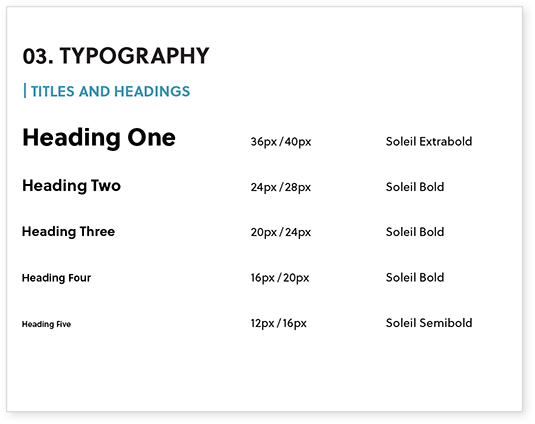 03. TYPOGRAPHY
TITLES AND HEADINGS
Heading One 36px / 40px Soleil Extrabold
Heading Two 24px / 28px Soleil Bold
Heading Three 20px / 24px Soleil Bold
Heading Four 16px / 20px Soleil Bold
Heading Five 12px / 16px Soleil Semibold